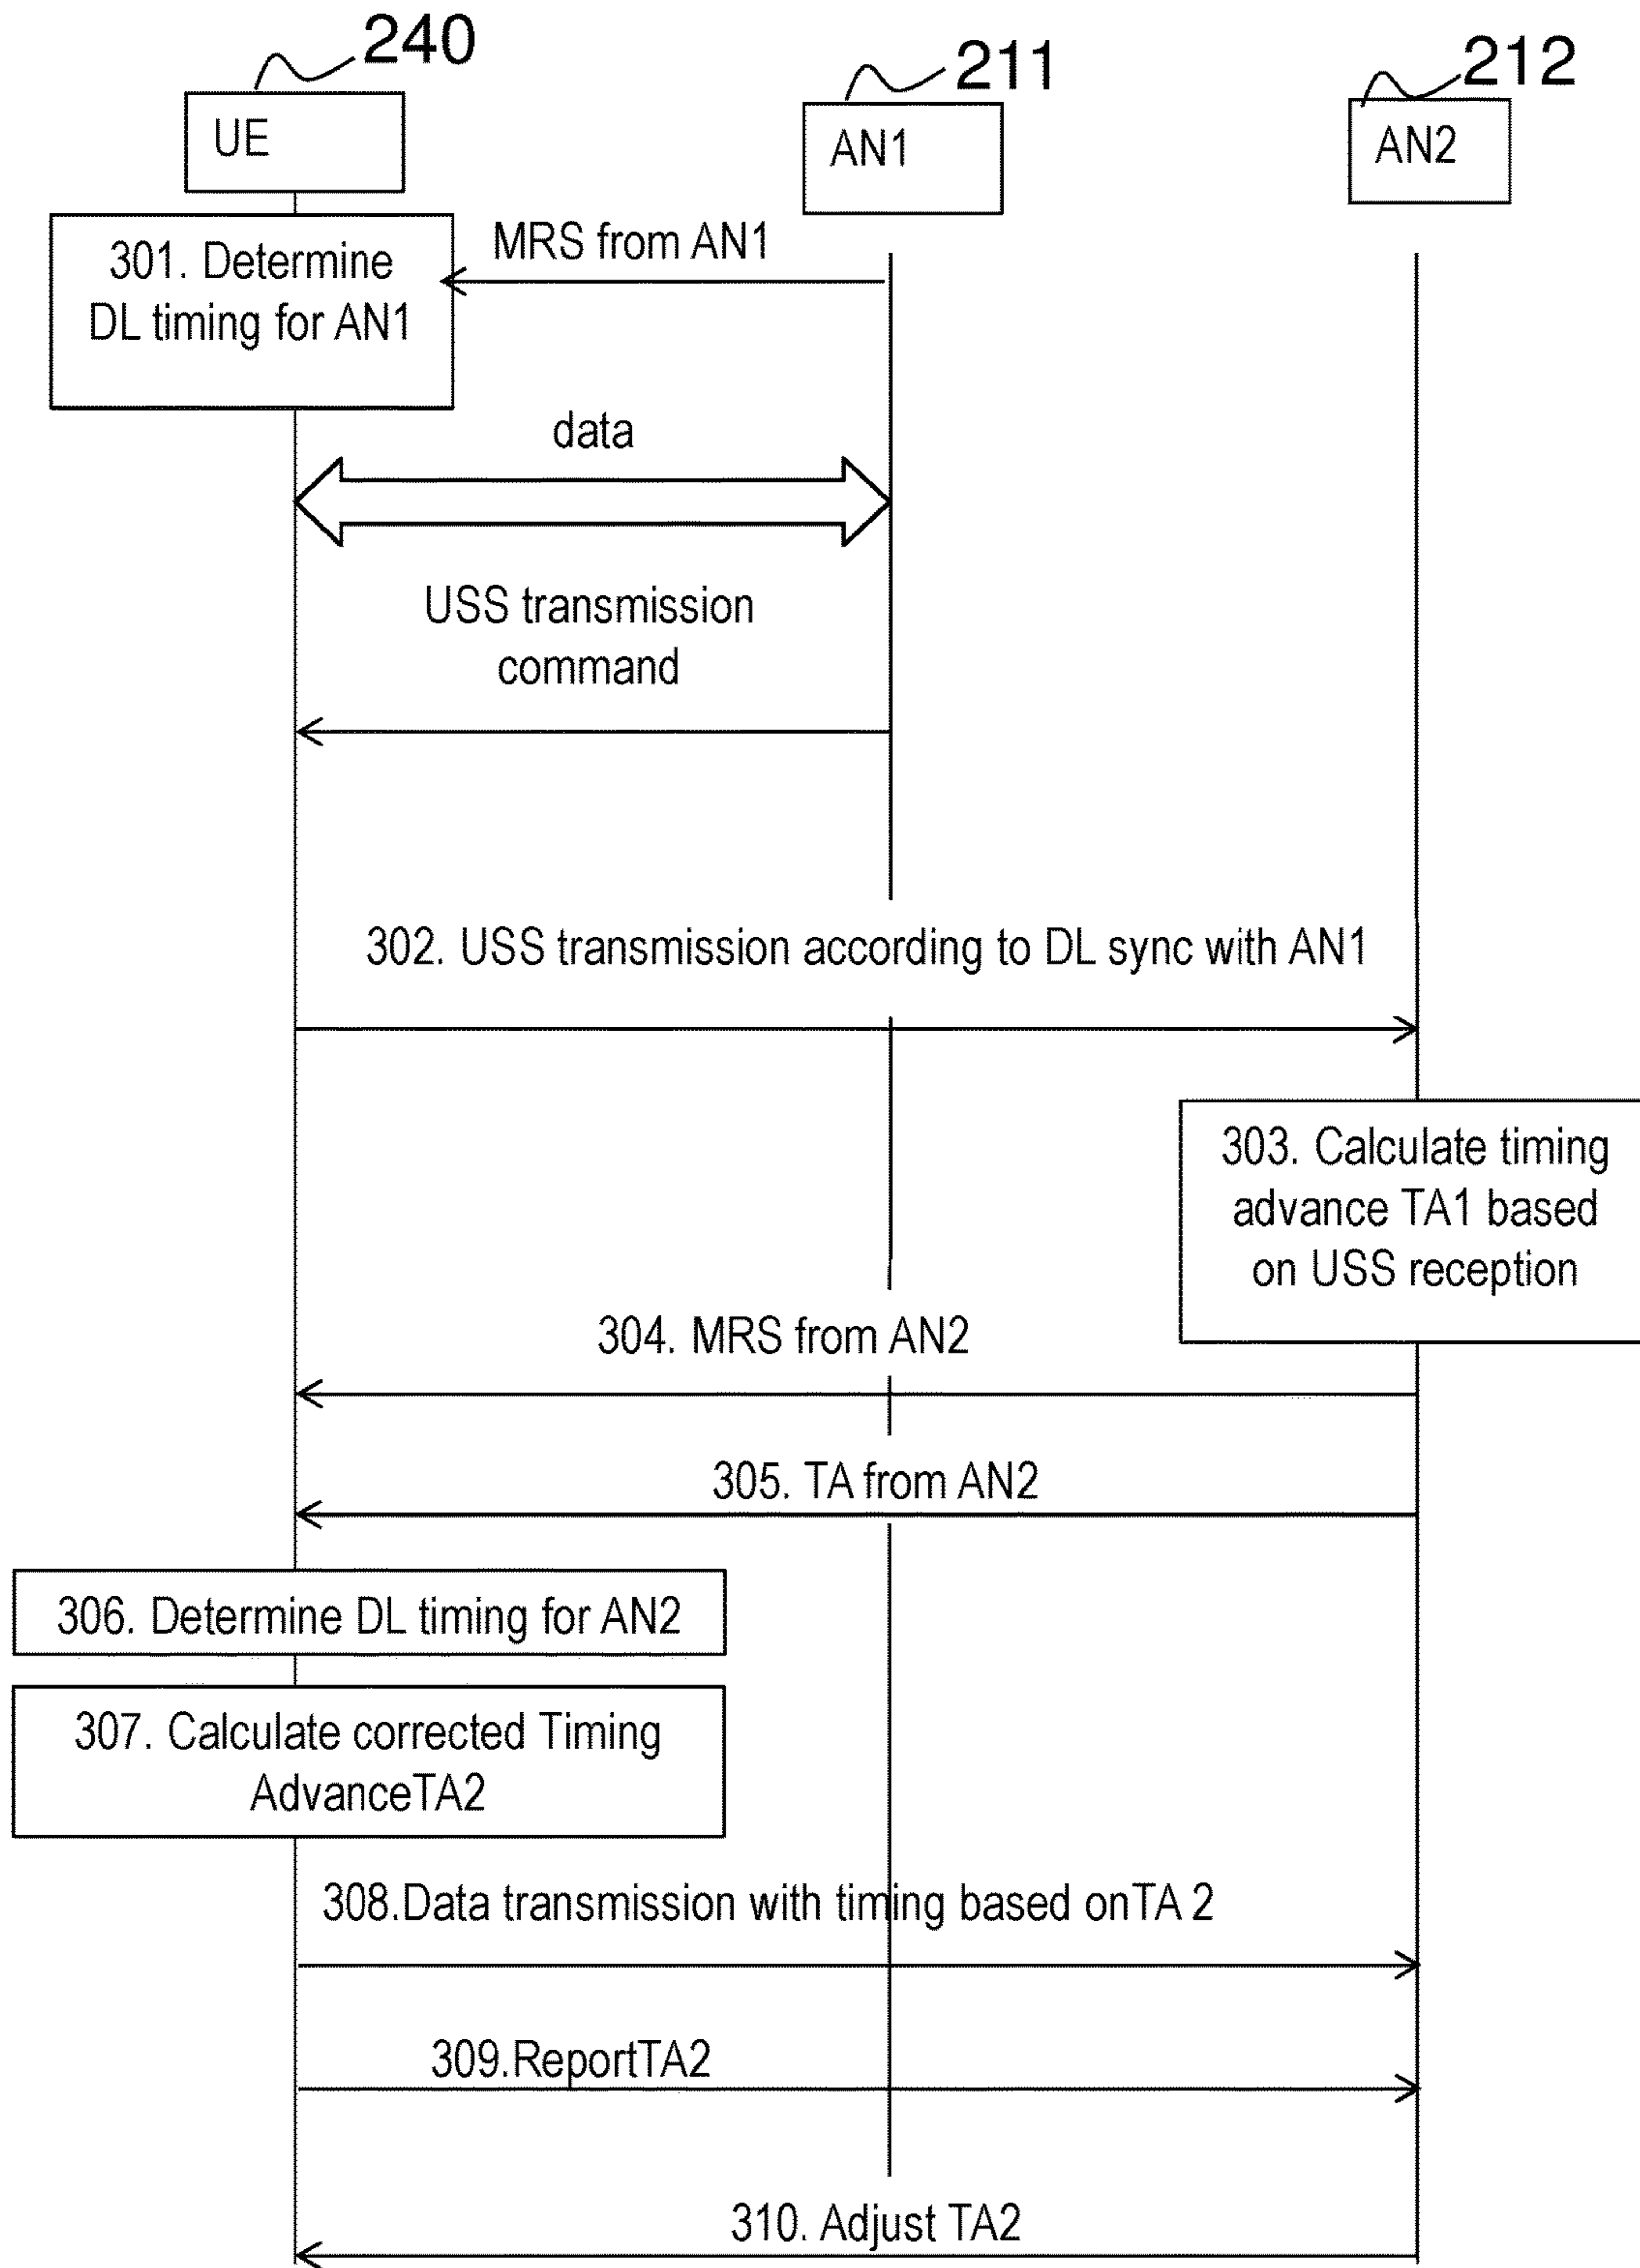 240
211
212
UE
AN1
AN2
301. Determine
DL timing for AN1
MRS from AN1
data
USS transmission
command
302. USS transmission according to DL sync with AN1
303. Calculate timing
advance TA1 based
on USS reception
304. MRS from AN2
305. TA from AN2
306. Determine DL timing for AN2
307. Calculate corrected Timing
AdvanceTA2
308.Data transmission with timing based onTA 2
309.ReportTA2
310. Adjust TA2